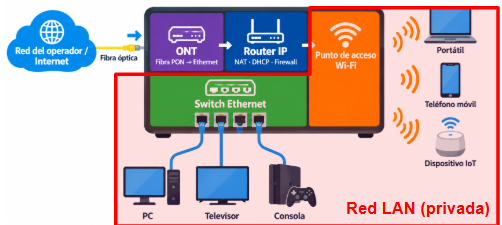 Red del operador /
Internet
Fibra óptica
ONT
Fibra PON → Ethernet
Router IP
NAT · DHCP · Firewall
Punto de acceso
Wi-Fi
Switch Ethernet
Portátil
Teléfono móvil
Dispositivo IoT
PC
Televisor
Consola
Red LAN (privada)